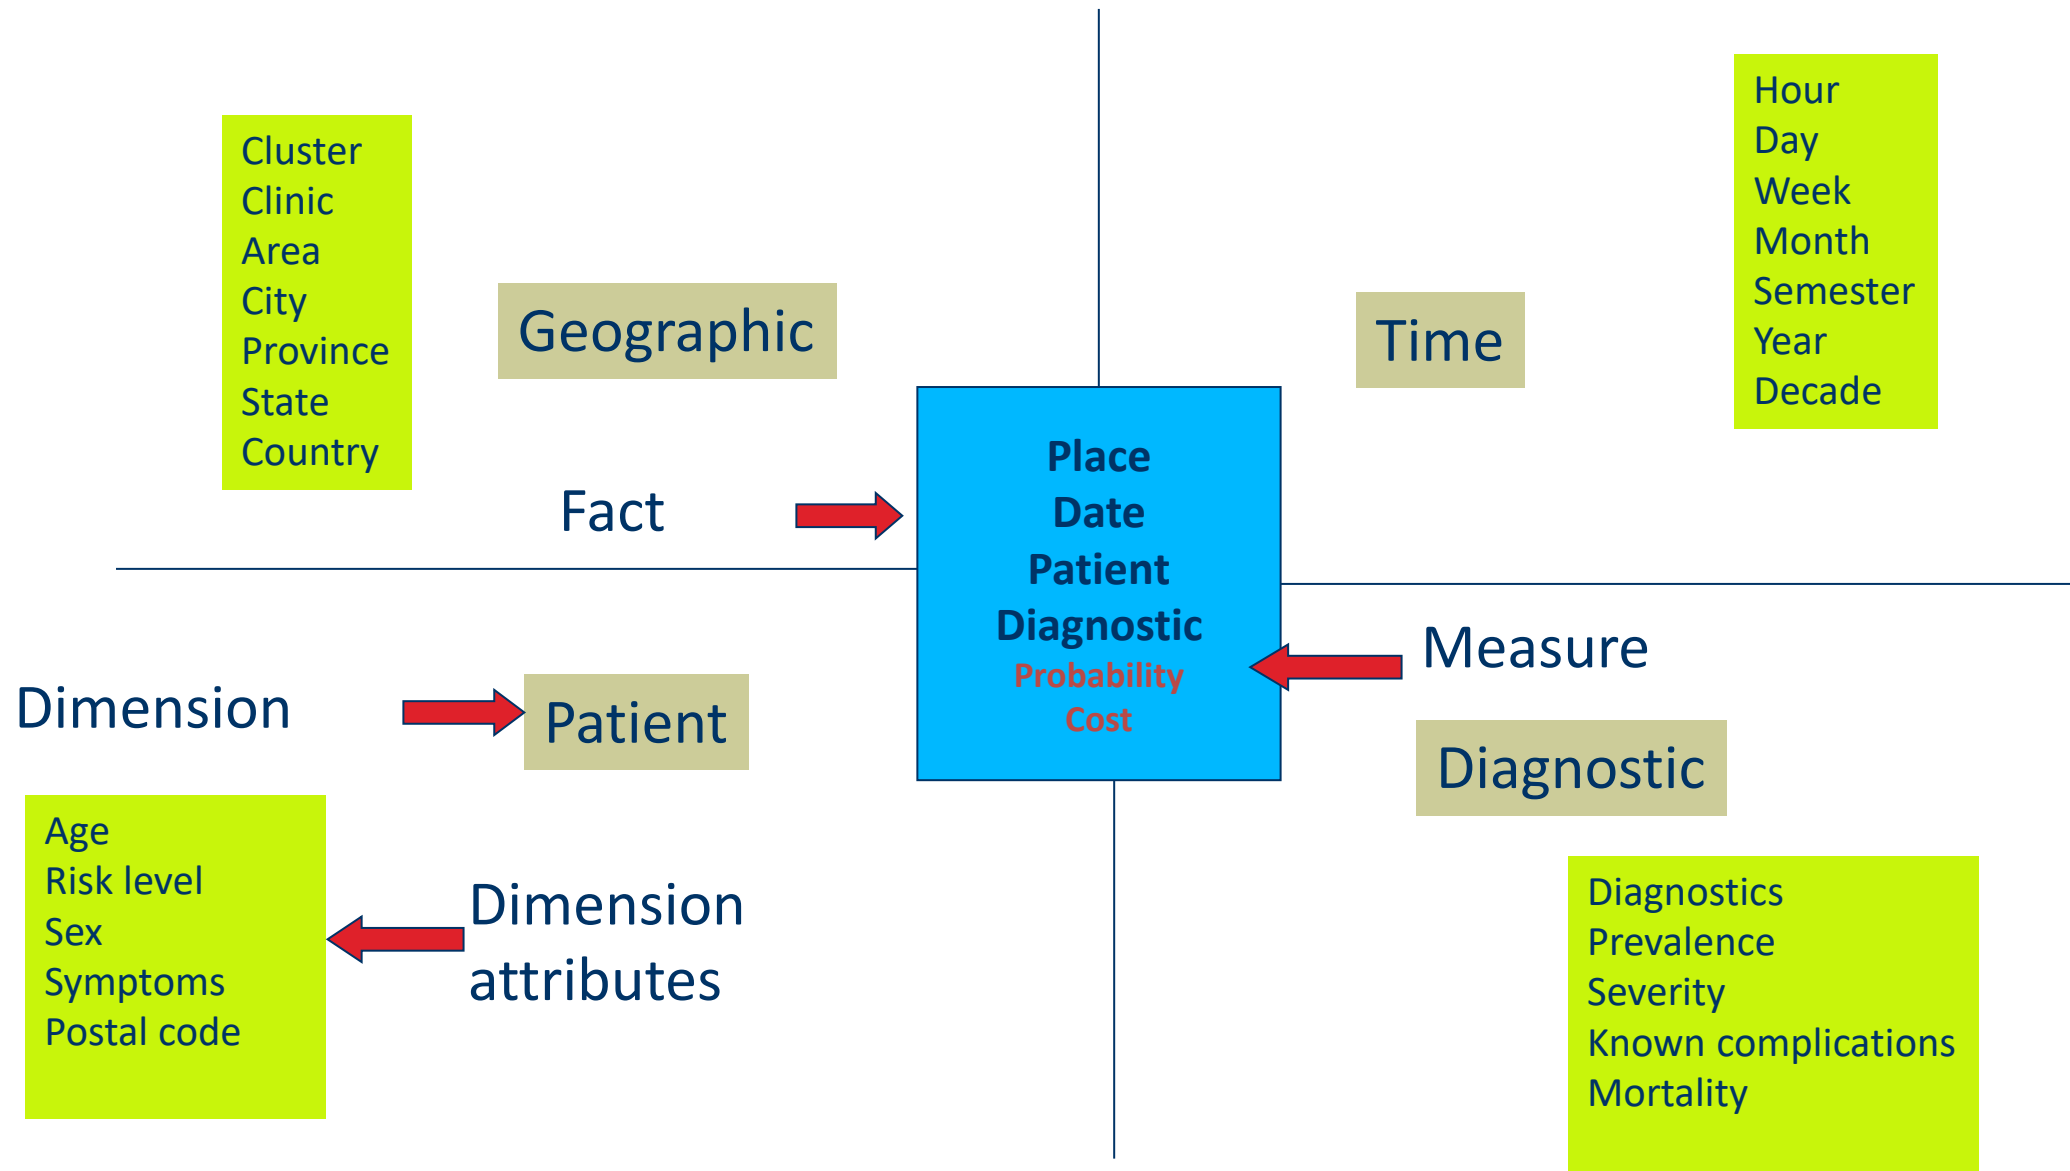 Cluster
Clinic
Area
City
Province
State
Country
Geographic
Fact
Hour
Day
Week
Month
Semester
Year
Decade
Time
Place
Date
Patient
Diagnostic
Probability
Cost
Dimension
Patient
Age
Risk level
Sex
Symptoms
Postal code
Dimension
attributes
Measure
Diagnostic
Diagnostics
Prevalence
Severity
Known complications
Mortality